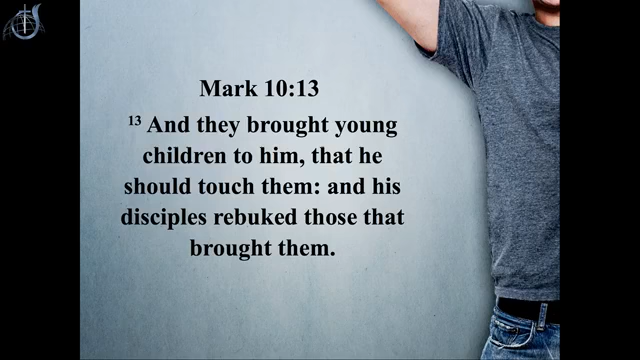 Mark 10:13
13 And they brought young
children to him, that he
should touch them: and his
disciples rebuked those that
brought them.